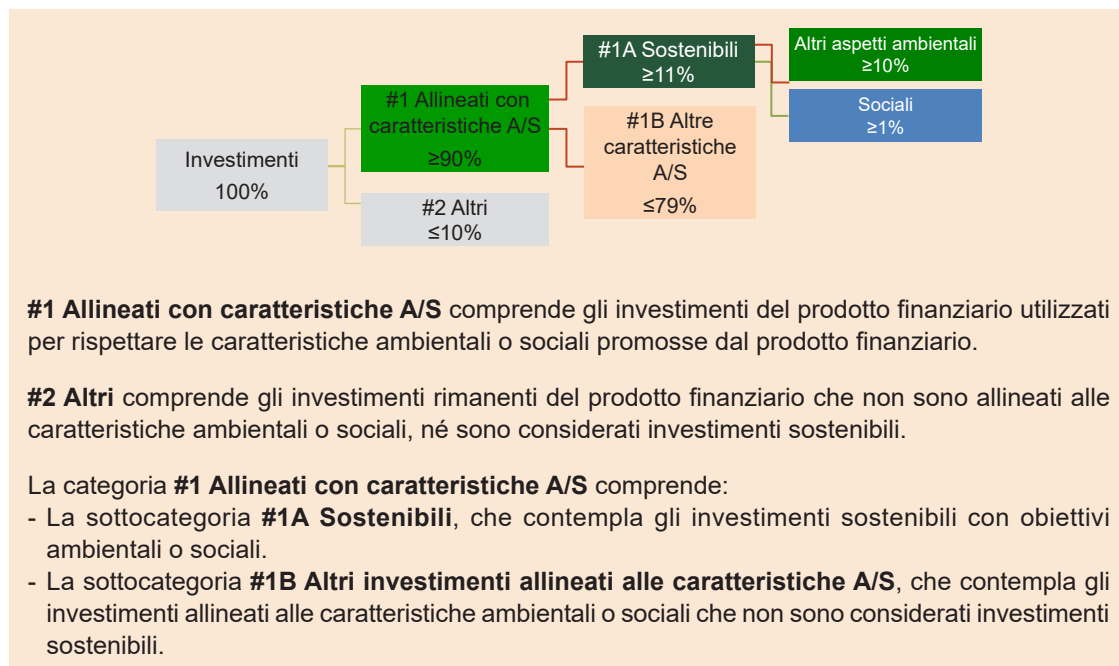 Investimenti
100%
#1 Allineati con
caratteristiche A/S
≥90%
#2 Altri
≤10%
#1A Sostenibili
≥11%
#1B Altre
caratteristiche
A/S
≤79%
Altri aspetti ambientali
≥10%
Sociali
≥1%
#1 Allineati con caratteristiche A/S comprende gli investimenti del prodotto finanziario utilizzati
per rispettare le caratteristiche ambientali o sociali promosse dal prodotto finanziario.
#2 Altri comprende gli investimenti rimanenti del prodotto finanziario che non sono allineati alle
caratteristiche ambientali o sociali, né sono considerati investimenti sostenibili.
La categoria #1 Allineati con caratteristiche A/S comprende:
- La sottocategoria #1A Sostenibili, che contempla gli investimenti sostenibili con obiettivi
ambientali o sociali.
- La sottocategoria #1B Altri investimenti allineati alle caratteristiche A/S, che contempla gli
investimenti allineati alle caratteristiche ambientali o sociali che non sono considerati investimenti
sostenibili.